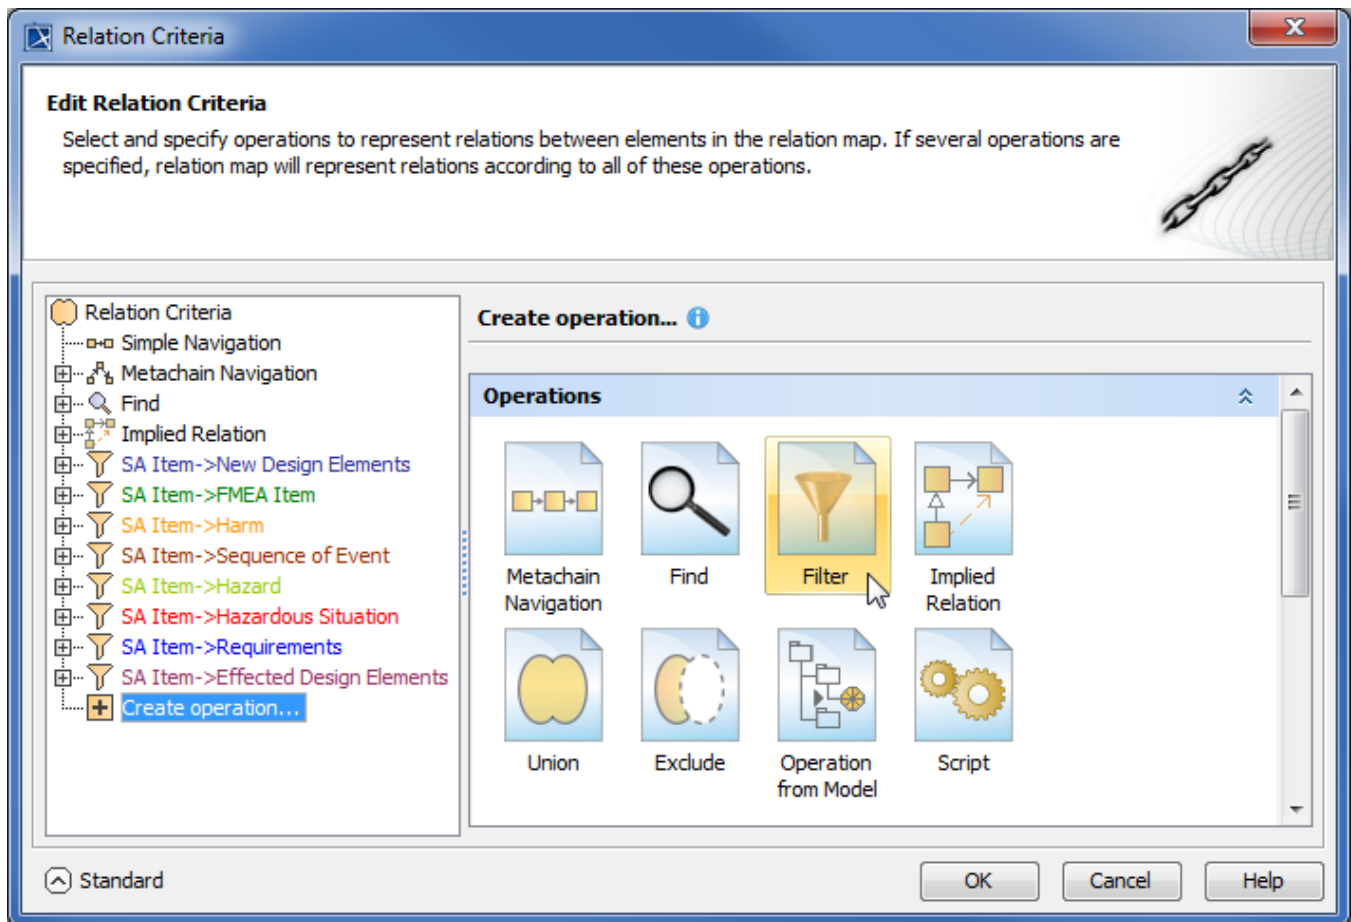 Relation Criteria
Edit Relation Criteria
Select and specify operations to represent relations between elements in the relation map. If several operations are
specified, relation map will represent relations according to all of these operations.
Relation Criteria
Simple Navigation
Metachain Navigation
Find
Implied Relation
SA Item->New Design Elements
SA Item->FMEA Item
SA Item->Harm
SA Item->Sequence of Event
SA Item->Hazard
SA Item->Hazardous Situation
SA Item->Requirements
SA Item->Effected Design Elements
Create operation...
Create operation...
Operations
Metachain
Navigation
Find
Filter
Implied
Relation
Union
Exclude
Operation
from Model
Script
Standard
OK
Cancel
Help